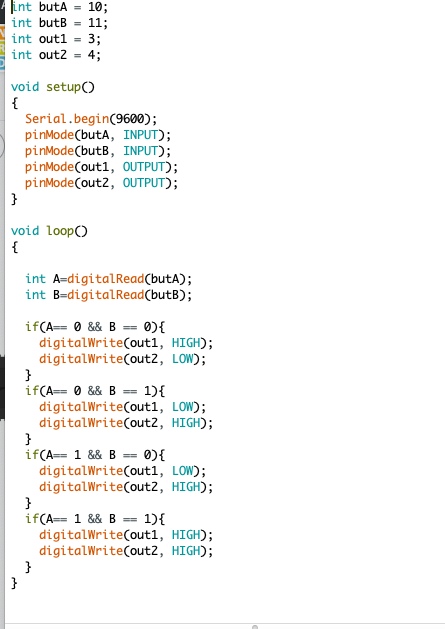 int butA = 10;
int butB = 11;
int out1 = 3;
int out2 = 4;
void setup()
{
Serial.begin(9600);
pinMode(butA, INPUT);
pinMode(butB, INPUT);
pinMode(out1, OUTPUT);
pinMode(out2, OUTPUT);
}
void loop()
{
int A=digitalRead(butA);
int B=digitalRead(butB);
if(A== 0 && B == 0){
digitalWrite(out1, HIGH);
digitalWrite(out2, LOW);
}
if(A== 0 && B == 1){
digitalWrite(out1, LOW);
digitalWrite(out2, HIGH);
}
if(A== 1 && B == 0){
digitalWrite(out1, LOW);
digitalWrite(out2, HIGH);
}
if(A== 1 && B == 1){
digitalWrite(out1, HIGH);
digitalWrite(out2, HIGH);
}
}